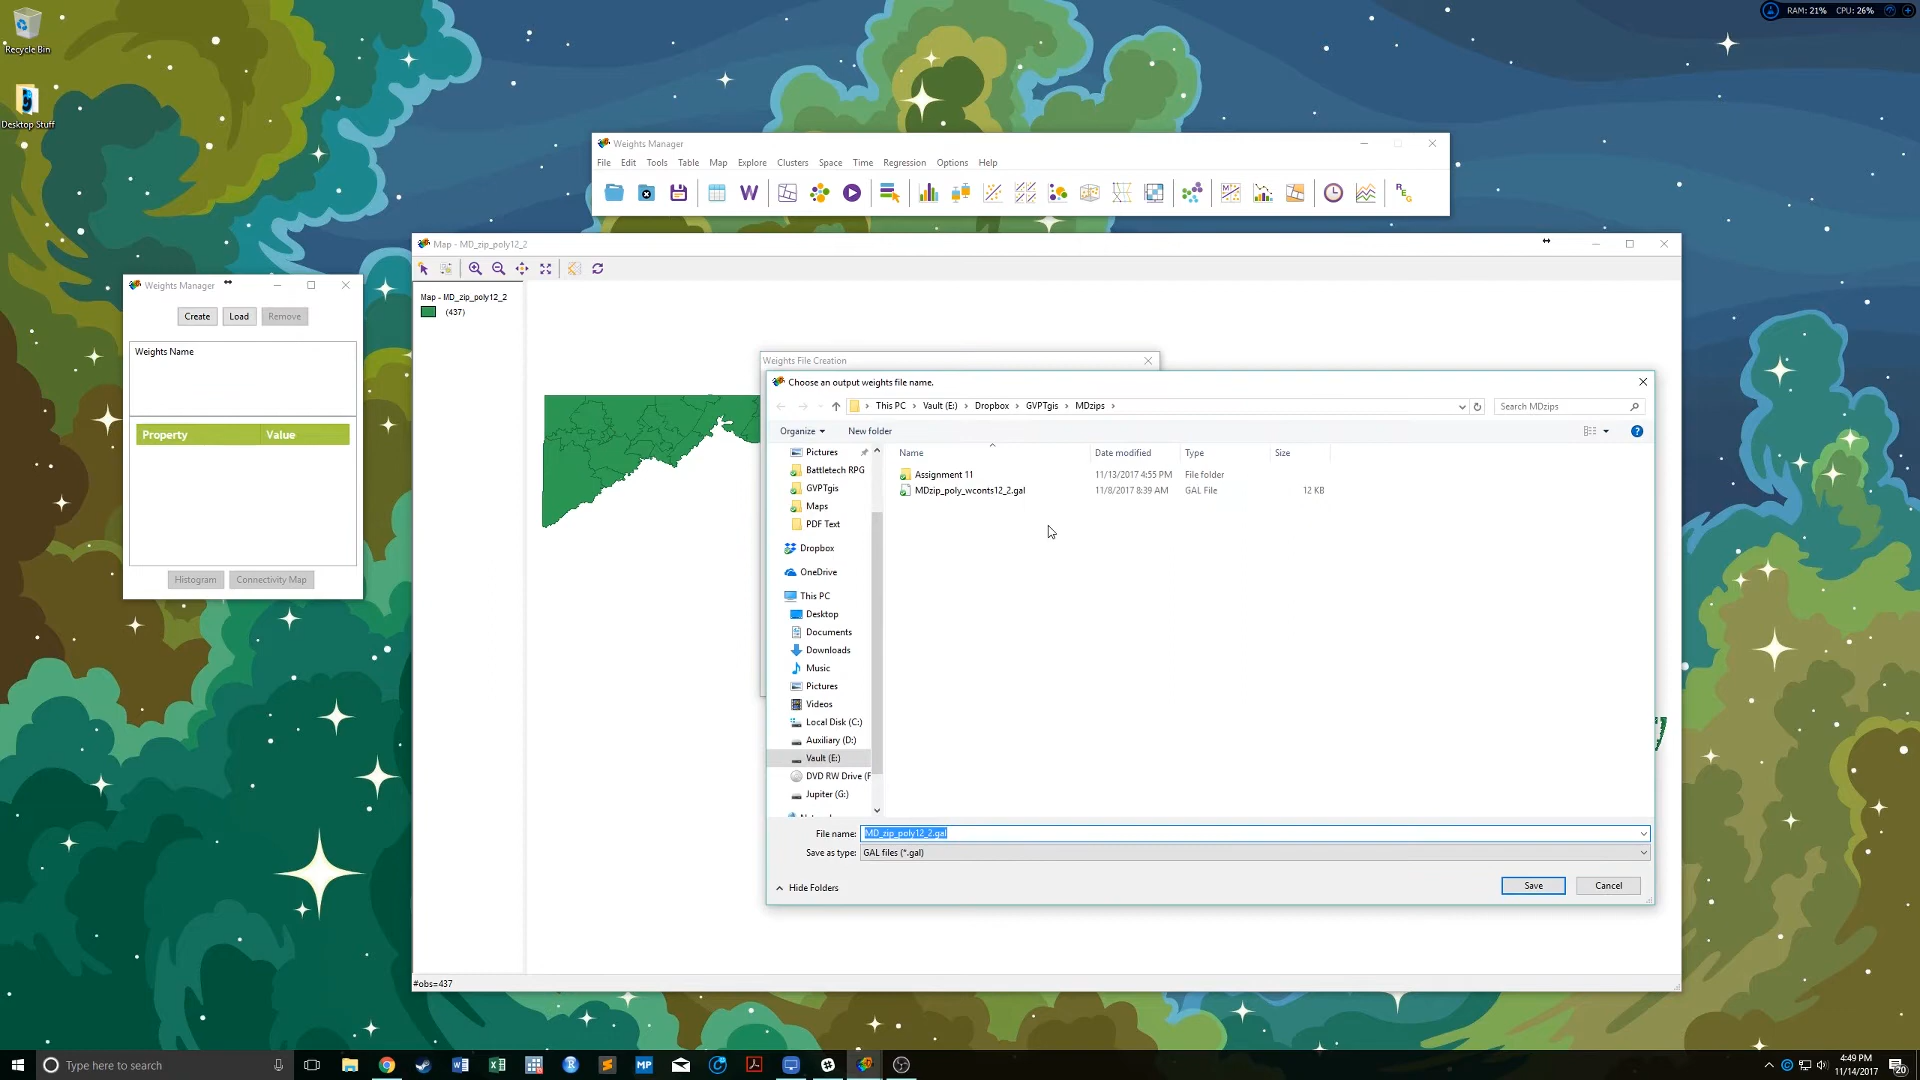 Recycle Bin
Desktop Stuff
RAM: 21% CPU: 26%
Weights Manager
File Edit Tools Table Map Explore Clusters Space Time Regression Options Help
Map - MD_zip_poly12_2
Map - MD_zip_poly12_2
(437)
#obs=437
Weights Manager
Create Load Remove
Weights Name
Property Value
Histogram Connectivity Map
Weights File Creation
Choose an output weights file name.
This PC > Vault (E:) > Dropbox > GVPTgis > MDzips >
Search MDzips
Organize New folder
Name Date modified Type Size
Assignment 11 11/13/2017 4:55 PM File folder
MDzip_poly_wconts12_2.gal 11/8/2017 8:39 AM GAL File 12 KB
Pictures
Battletech RPG
GVPTgis
Maps
PDF Text
Dropbox
OneDrive
This PC
Desktop
Documents
Downloads
Music
Pictures
Videos
Local Disk (C:)
Auxiliary (D:)
Vault (E:)
DVD RW Drive (F
Jupiter (G:)
File name: MD_zip_poly12_2.gal
Save as type: GAL files (*.gal)
Hide Folders
Save Cancel
Type here to search
4:49 PM
11/14/2017
20